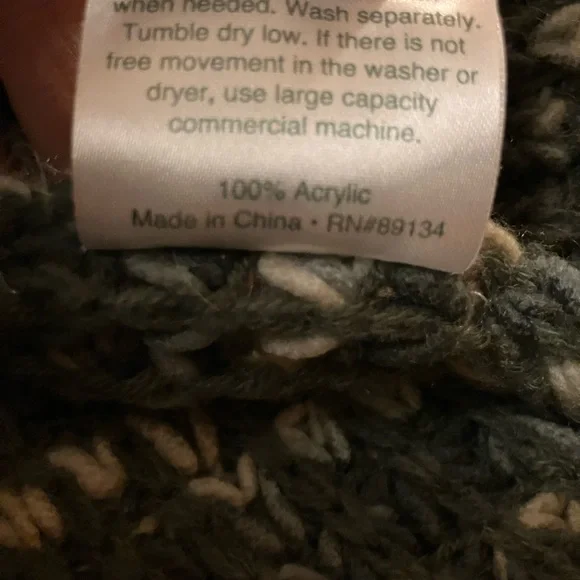 when needed. Wash separately.
Tumble dry low. If there is not
free movement in the washer or
dryer, use large capacity
commercial machine.
100% Acrylic
Made in China • RN#89134